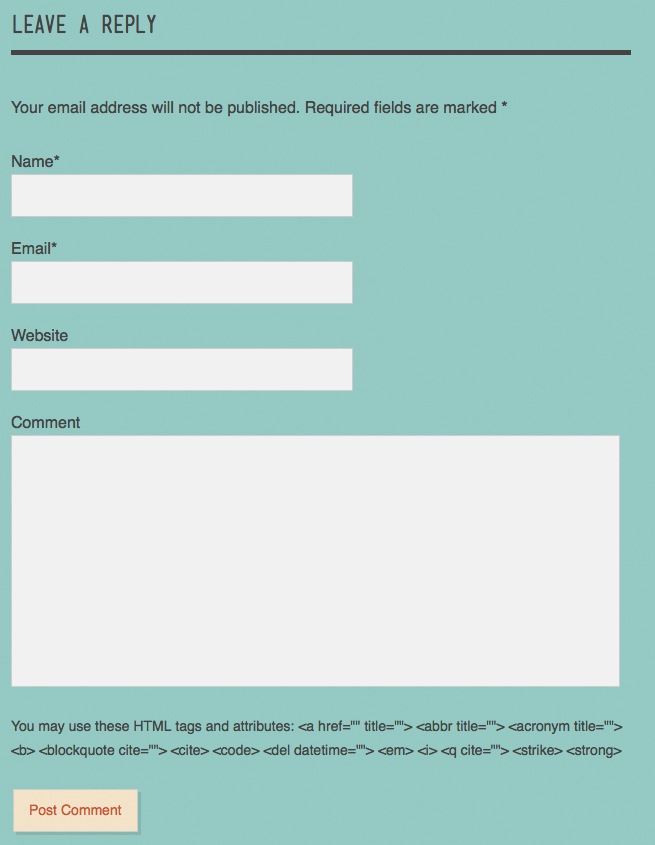 LEAVE A REPLY
Your email address will not be published. Required fields are marked *
Name*
Email*
Website
Comment
You may use these HTML tags and attributes: <a href="" title=""> <abbr title=""> <acronym title="">
<b> <blockquote cite=""> <cite> <code> <del datetime=""> <em> <i> <q cite=""> <strike> <strong>
Post Comment